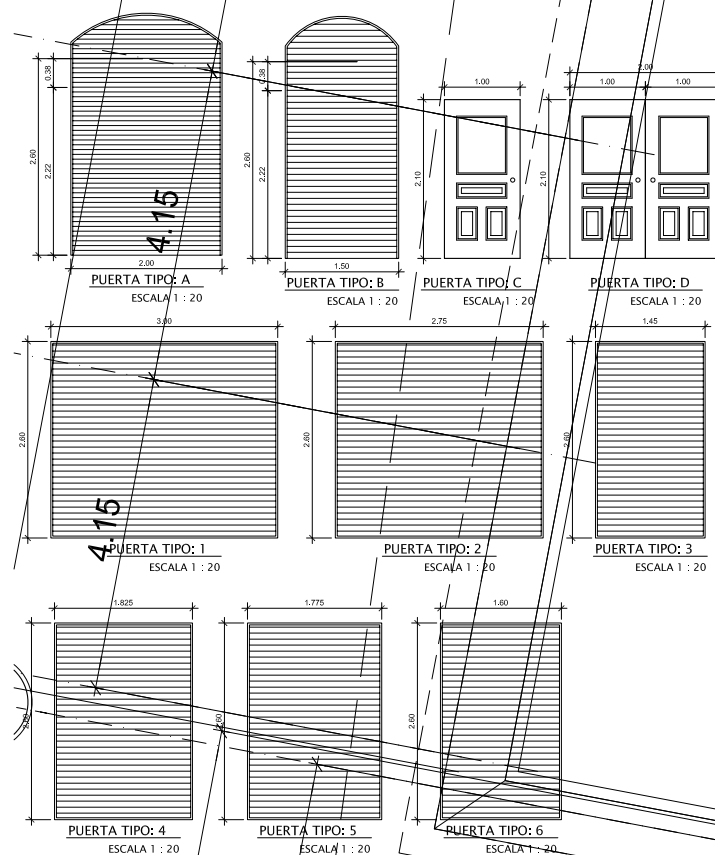 2.00
1.00 1.00 1.00
0.38 0.38
2.60 2.60
2.22 2.22
2.10 2.10
4.15
2.00 1.50
PUERTA TIPO: A PUERTA TIPO: B PUERTA TIPO: C PUERTA TIPO: D
ESCALA 1 : 20 ESCALA 1 : 20 ESCALA 1 : 20 ESCALA 1 : 20
3.00 2.75 1.45
2.60 2.60 2.60
4.15
PUERTA TIPO: 1 PUERTA TIPO: 2 PUERTA TIPO: 3
ESCALA 1 : 20 ESCALA 1 : 20 ESCALA 1 : 20
1.825 1.775 1.60
2.60 2.60 2.60
PUERTA TIPO: 4 PUERTA TIPO: 5 PUERTA TIPO: 6
ESCALA 1 : 20 ESCALA 1 : 20 ESCALA 1 : 20